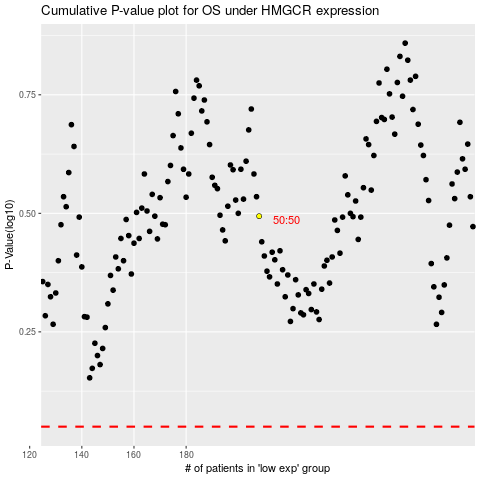 Cumulative P-value plot for OS under HMGCR expression
P-Value(log10)
0.75
0.50
0.25
50:50
120 140 160 180
# of patients in 'low exp' group